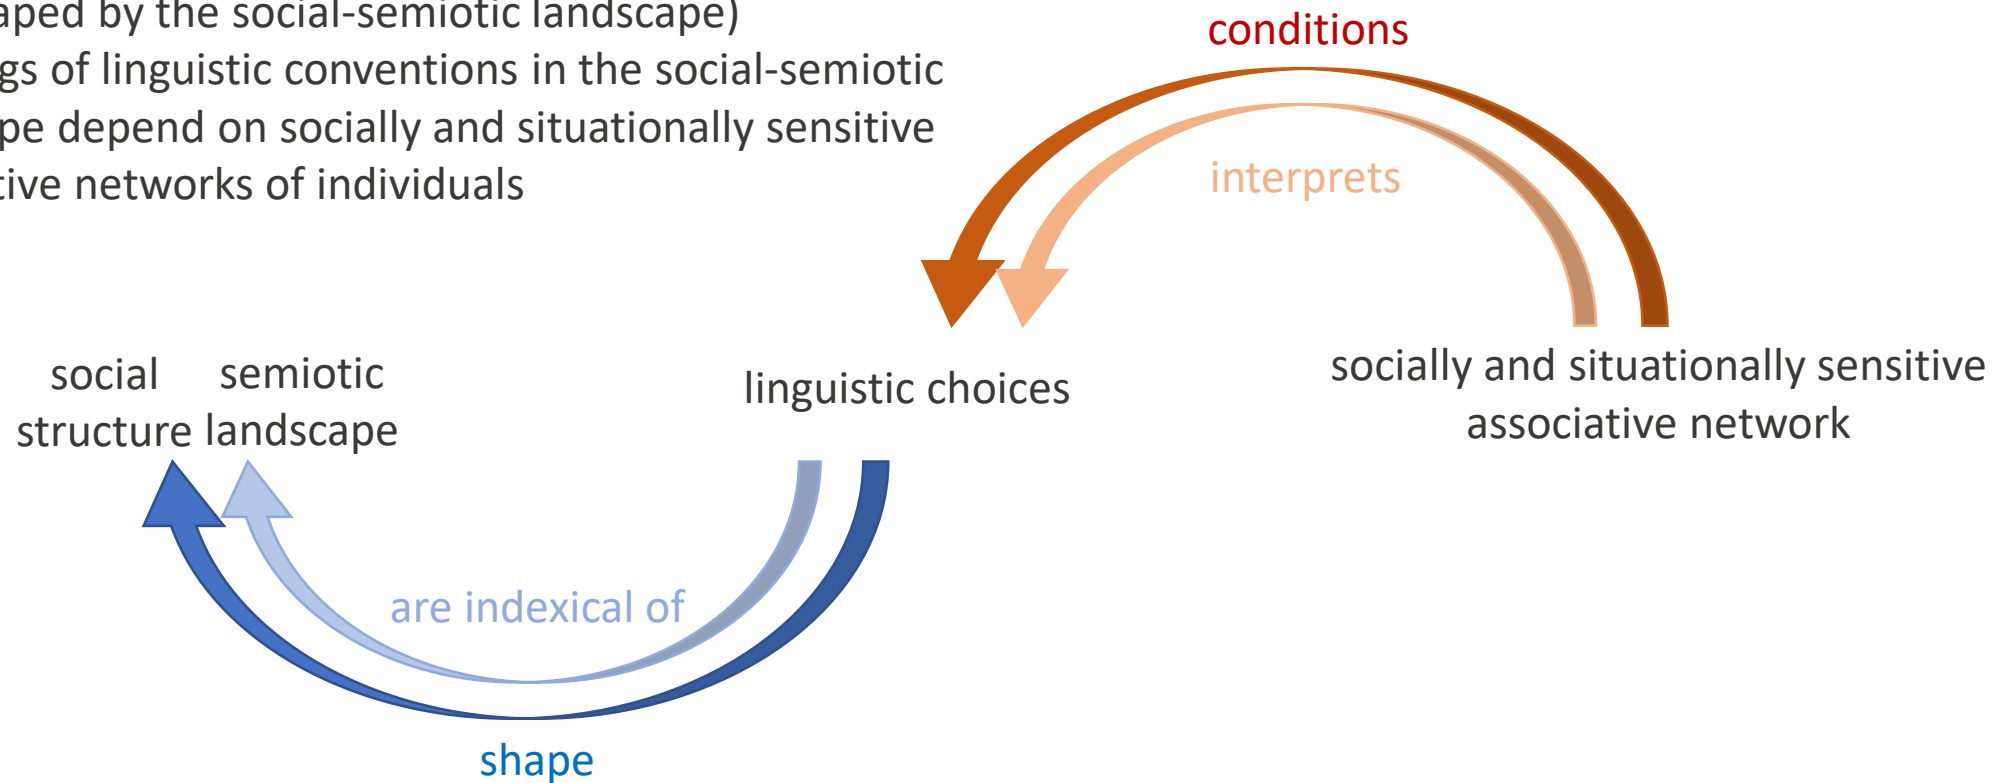 aped by the social-semiotic landscape)
gs of linguistic conventions in the social-semiotic
pe depend on socially and situationally sensitive
tive networks of individuals
conditions
interprets
social semiotic
structure landscape
linguistic choices
socially and situationally sensitive
associative network
are indexical of
shape